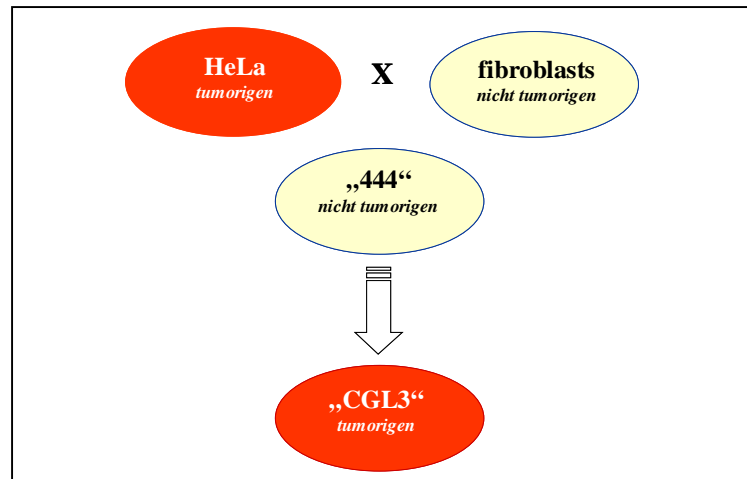 HeLa
tumorigen
x
fibroblasts
nicht tumorigen
„444“
nicht tumorigen
„CGL3“
tumorigen